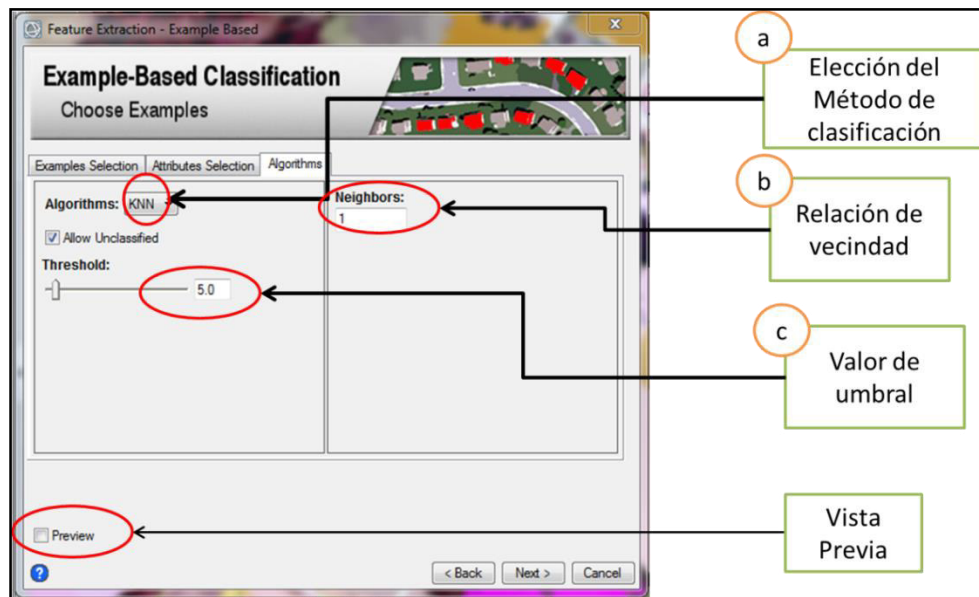 Feature Extraction - Example Based
Example-Based Classification
Choose Examples
Examples Selection
Attributes Selection
Algorithms
Algorithms: KNN
Allow Unclassified
Threshold:
5.0
Neighbors:
1
Preview
?
< Back
Next >
Cancel
a
Elección del
Método de
clasificación
b
Relación de
vecindad
c
Valor de
umbral
Vista
Previa